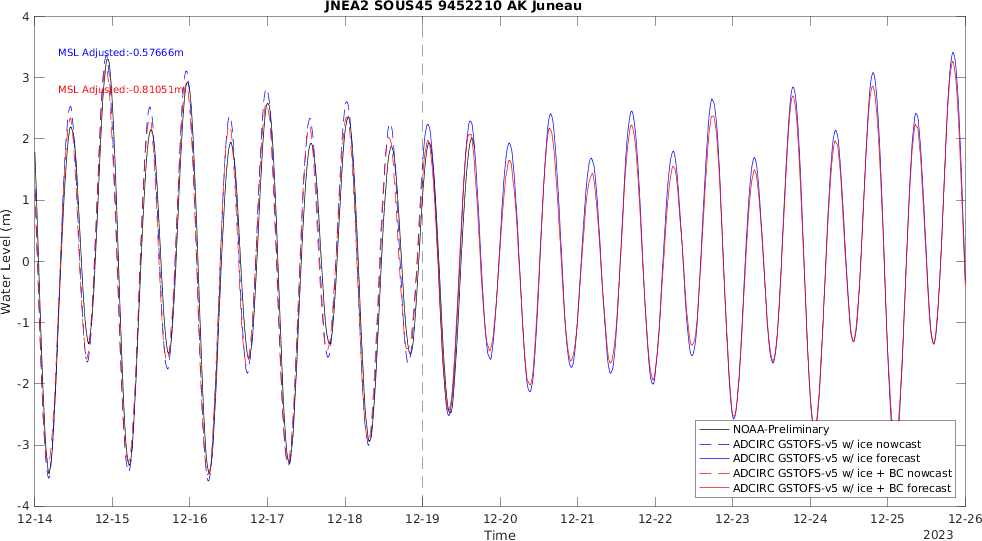 JNEA2 SOUS45 9452210 AK Juneau
MSL Adjusted:-0.57666m
MSL Adjusted:-0.81051m
4
3
2
1
0
-1
-2
-3
-4
Water Level (m)
NOAA-Preliminary
ADCIRC GSTOFS-v5 w/ ice nowcast
ADCIRC GSTOFS-v5 w/ ice forecast
ADCIRC GSTOFS-v5 w/ ice + BC nowcast
ADCIRC GSTOFS-v5 w/ ice + BC forecast
12-14 12-15 12-16 12-17 12-18 12-19 12-20 12-21 12-22 12-23 12-24 12-25 12-26
Time
2023